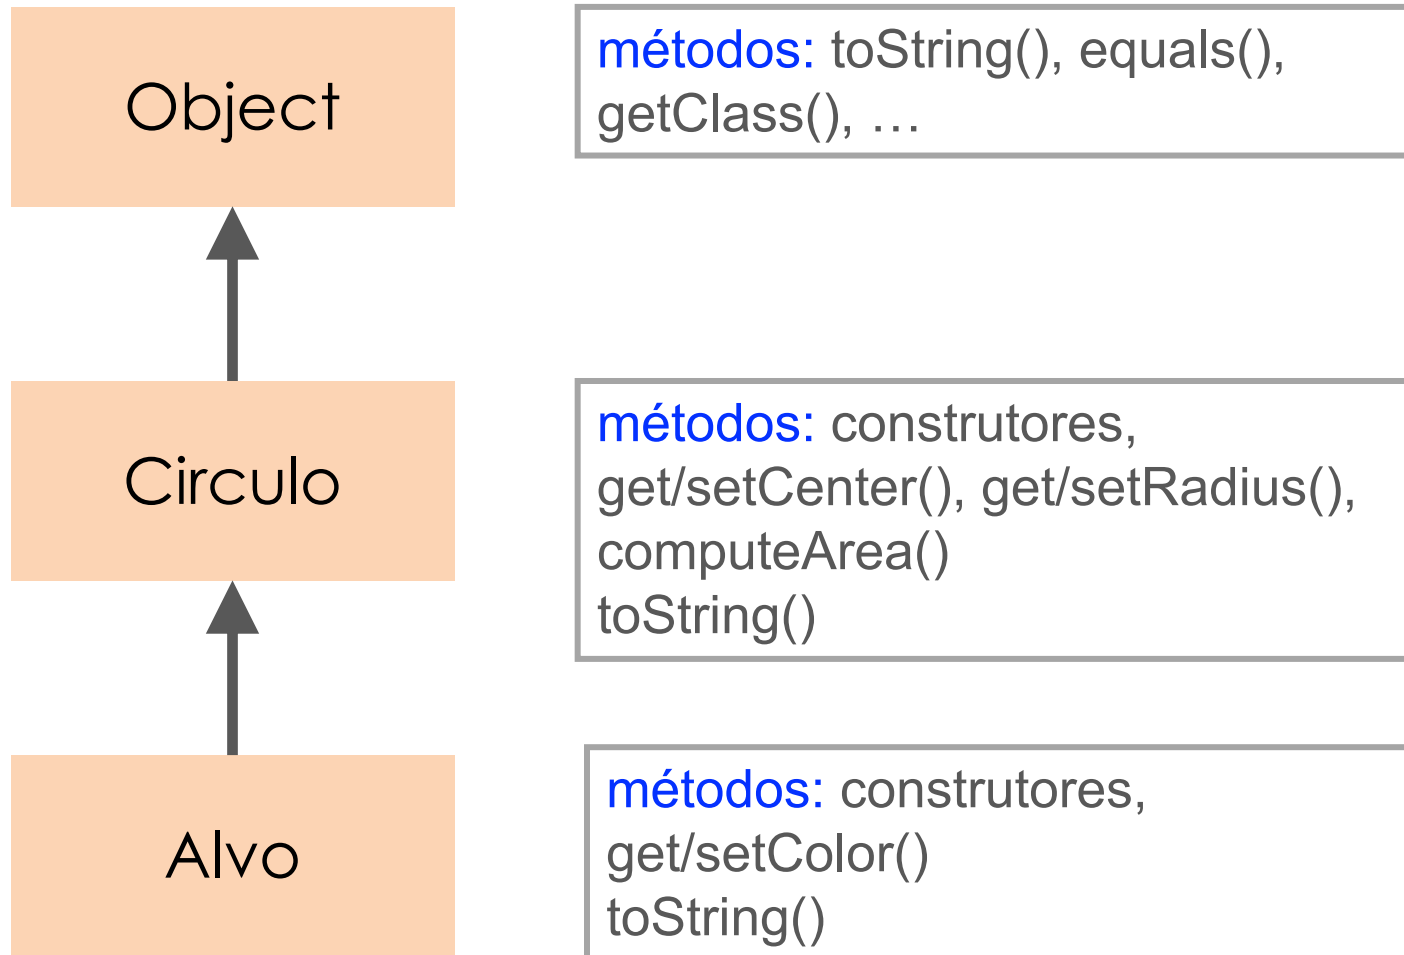 Object
métodos: toString(), equals(),
getClass(), …
Circulo
métodos: construtores,
get/setCenter(), get/setRadius(),
computeArea()
toString()
Alvo
métodos: construtores,
get/setColor()
toString()